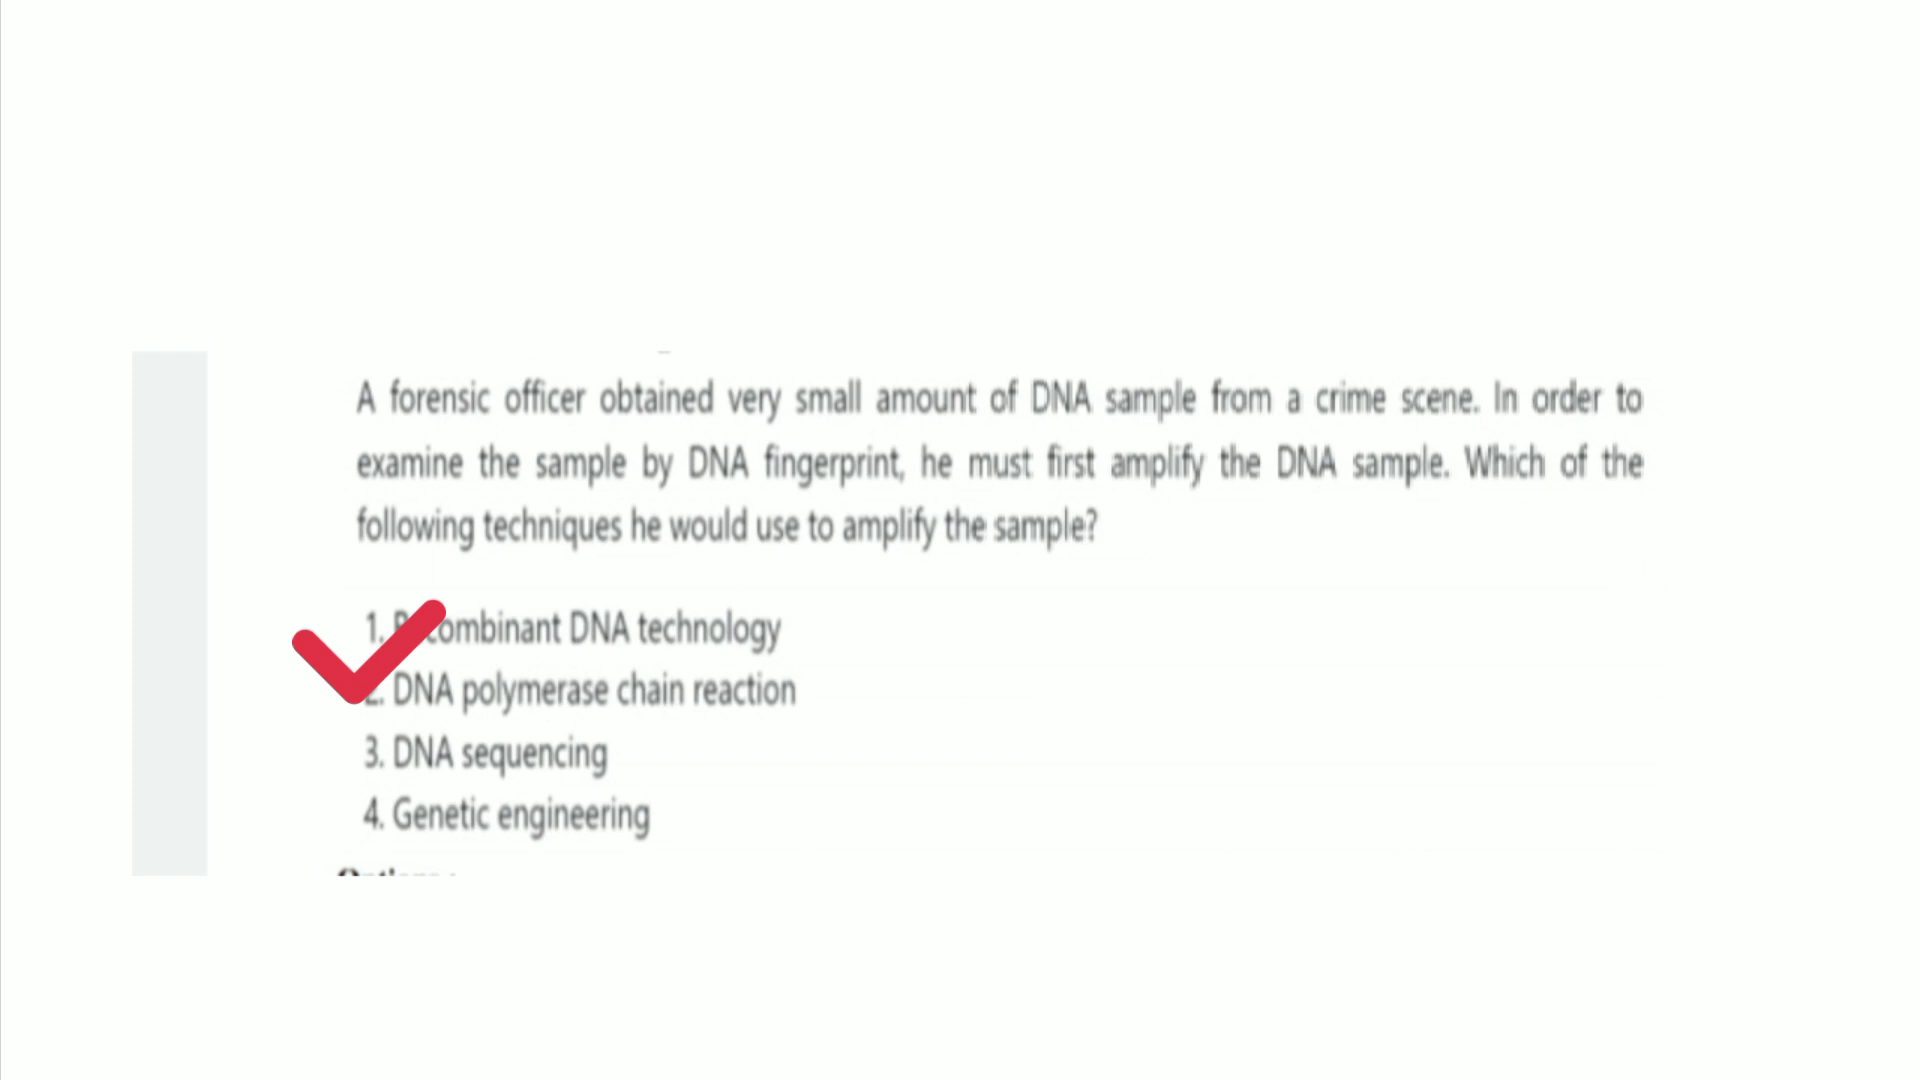 A forensic officer obtained very small amount of DNA sample from a crime scene. In order to
examine the sample by DNA fingerprint, he must first amplify the DNA sample. Which of the
following techniques he would use to amplify the sample?
1. Recombinant DNA technology
2. DNA polymerase chain reaction
3. DNA sequencing
4. Genetic engineering